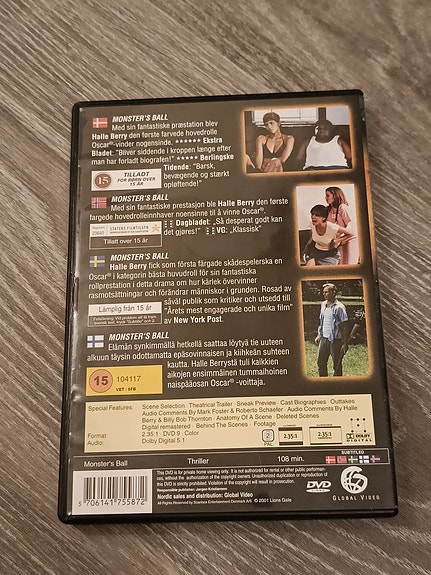 MONSTER'S BALL
Med sin fantastiske præstation blev
Halle Berry den første farvede hovedrolle
Oscar®-vinder nogensinde. ****** Ekstra
Bladet: "Bliver siddende i kroppen længe efter
man har forladt biografen!" ***** Berlingske
Tidende: "Barsk,
bevægende og stærkt
opløftende!"
15 TILLADT
FOR BØRN OVER
15 ÅR
MONSTER'S BALL
Med sin fantastiske prestasjon ble Halle Berry den første
fargede hovedrolleinnhaver noensinne til å vinne Oscar®.
Dagbladet: „Så desperat godt kan
det gjøres!" VG: „Klassisk"
STATENS FILMTILSYN
Tillatt over 15 år
MONSTER'S BALL
Halle Berry fick som första färgade skådespelerska en
Oscar® i kategorin bästa huvudroll för sin fantastiska
rollprestation i detta drama om hur kärlek övervinner
rasmotsättningar och förändrar människor i grunden. Rosad av
såväl publik som kritiker och utsedd till
"Årets mest engagerande och unika film"
av New York Post.
Lämplig från 15 år
MONSTER'S BALL
Elämän synkimmällä hetkellä saattaa löytyä tie uuteen
alkuun täysin odottamatta epäsovinnaisen ja kiihkeän suhteen
kautta. Halle Berrystä tuli kaikkien
aikojen ensimmäinen tummaihoinen
naispääosan Oscar® -voittaja.
15 104117
VET / SFB
Special Features: Scene Selection · Theatrical Trailer · Sneak Preview · Cast Biographies · Outtakes
Audio Comments By Mark Foster & Roberto Schaefer · Audio Comments By Halle
Berry & Billy Bob Thornton · Anatomy Of A Scene · Deleted Scenes
Digital remastered · Behind The Scenes · Footage
Format: 2.35:1 · DVD 9 · Color
Audio: Dolby Digital 5.1
2 PAL
2.35:1
2.35:1
DOLBY
DIGITAL
Monster's Ball Thriller 108 min. SUBTITLED
5 706141 755872
This DVD is for private home viewing only. It is not authorized for rental or other public performances,
without the authorization of the copyright owners. Unauthorized duplication or reproduction of
this DVD is strictly prohibited.
Violation of the copyright will result in prosecution.
Nordic sales and distribution: Global Video
All Rights Reserved by Scanbox Entertainment Denmark A/S © 2001 Lions Gate
DVD
VIDEO
GLOBAL VIDEO